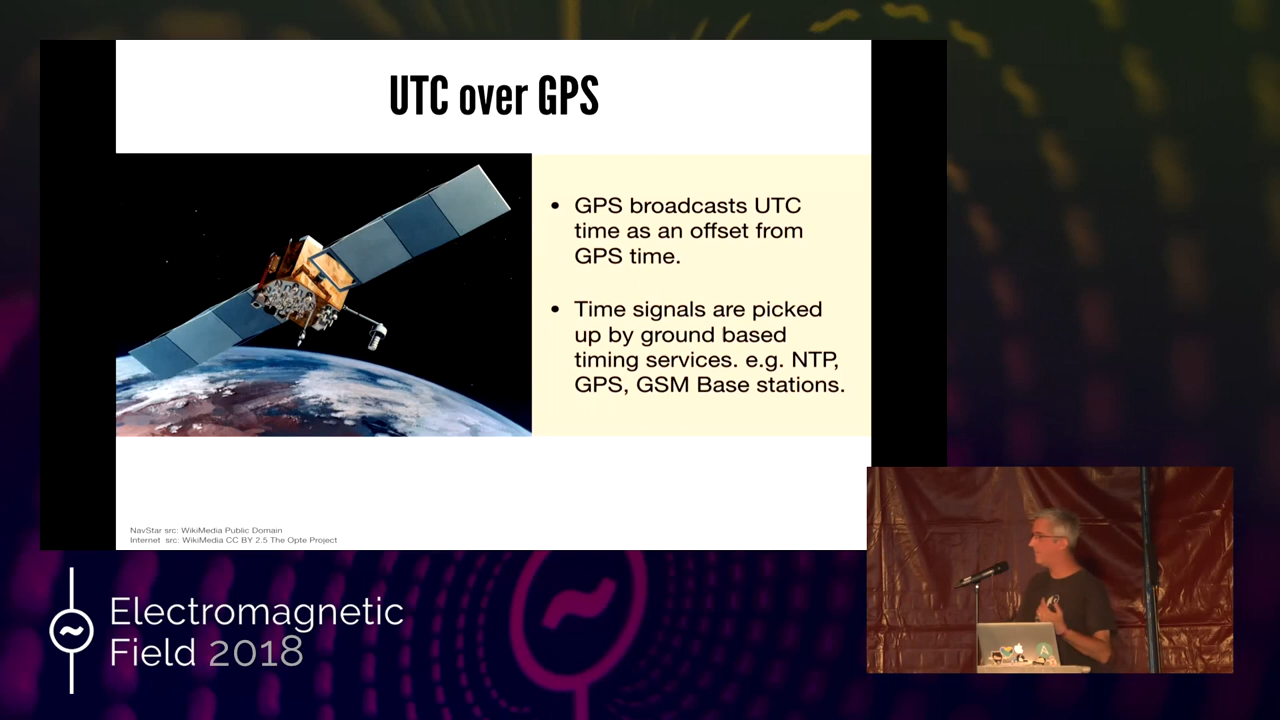 UTC over GPS
• GPS broadcasts UTC
time as an offset from
GPS time.
• Time signals are picked
up by ground based
timing services. e.g. NTP,
GPS, GSM Base stations.
NavStar src: WikiMedia Public Domain
Internet src: WikiMedia CC BY 2.5 The Opte Project
Electromagnetic
Field 2018